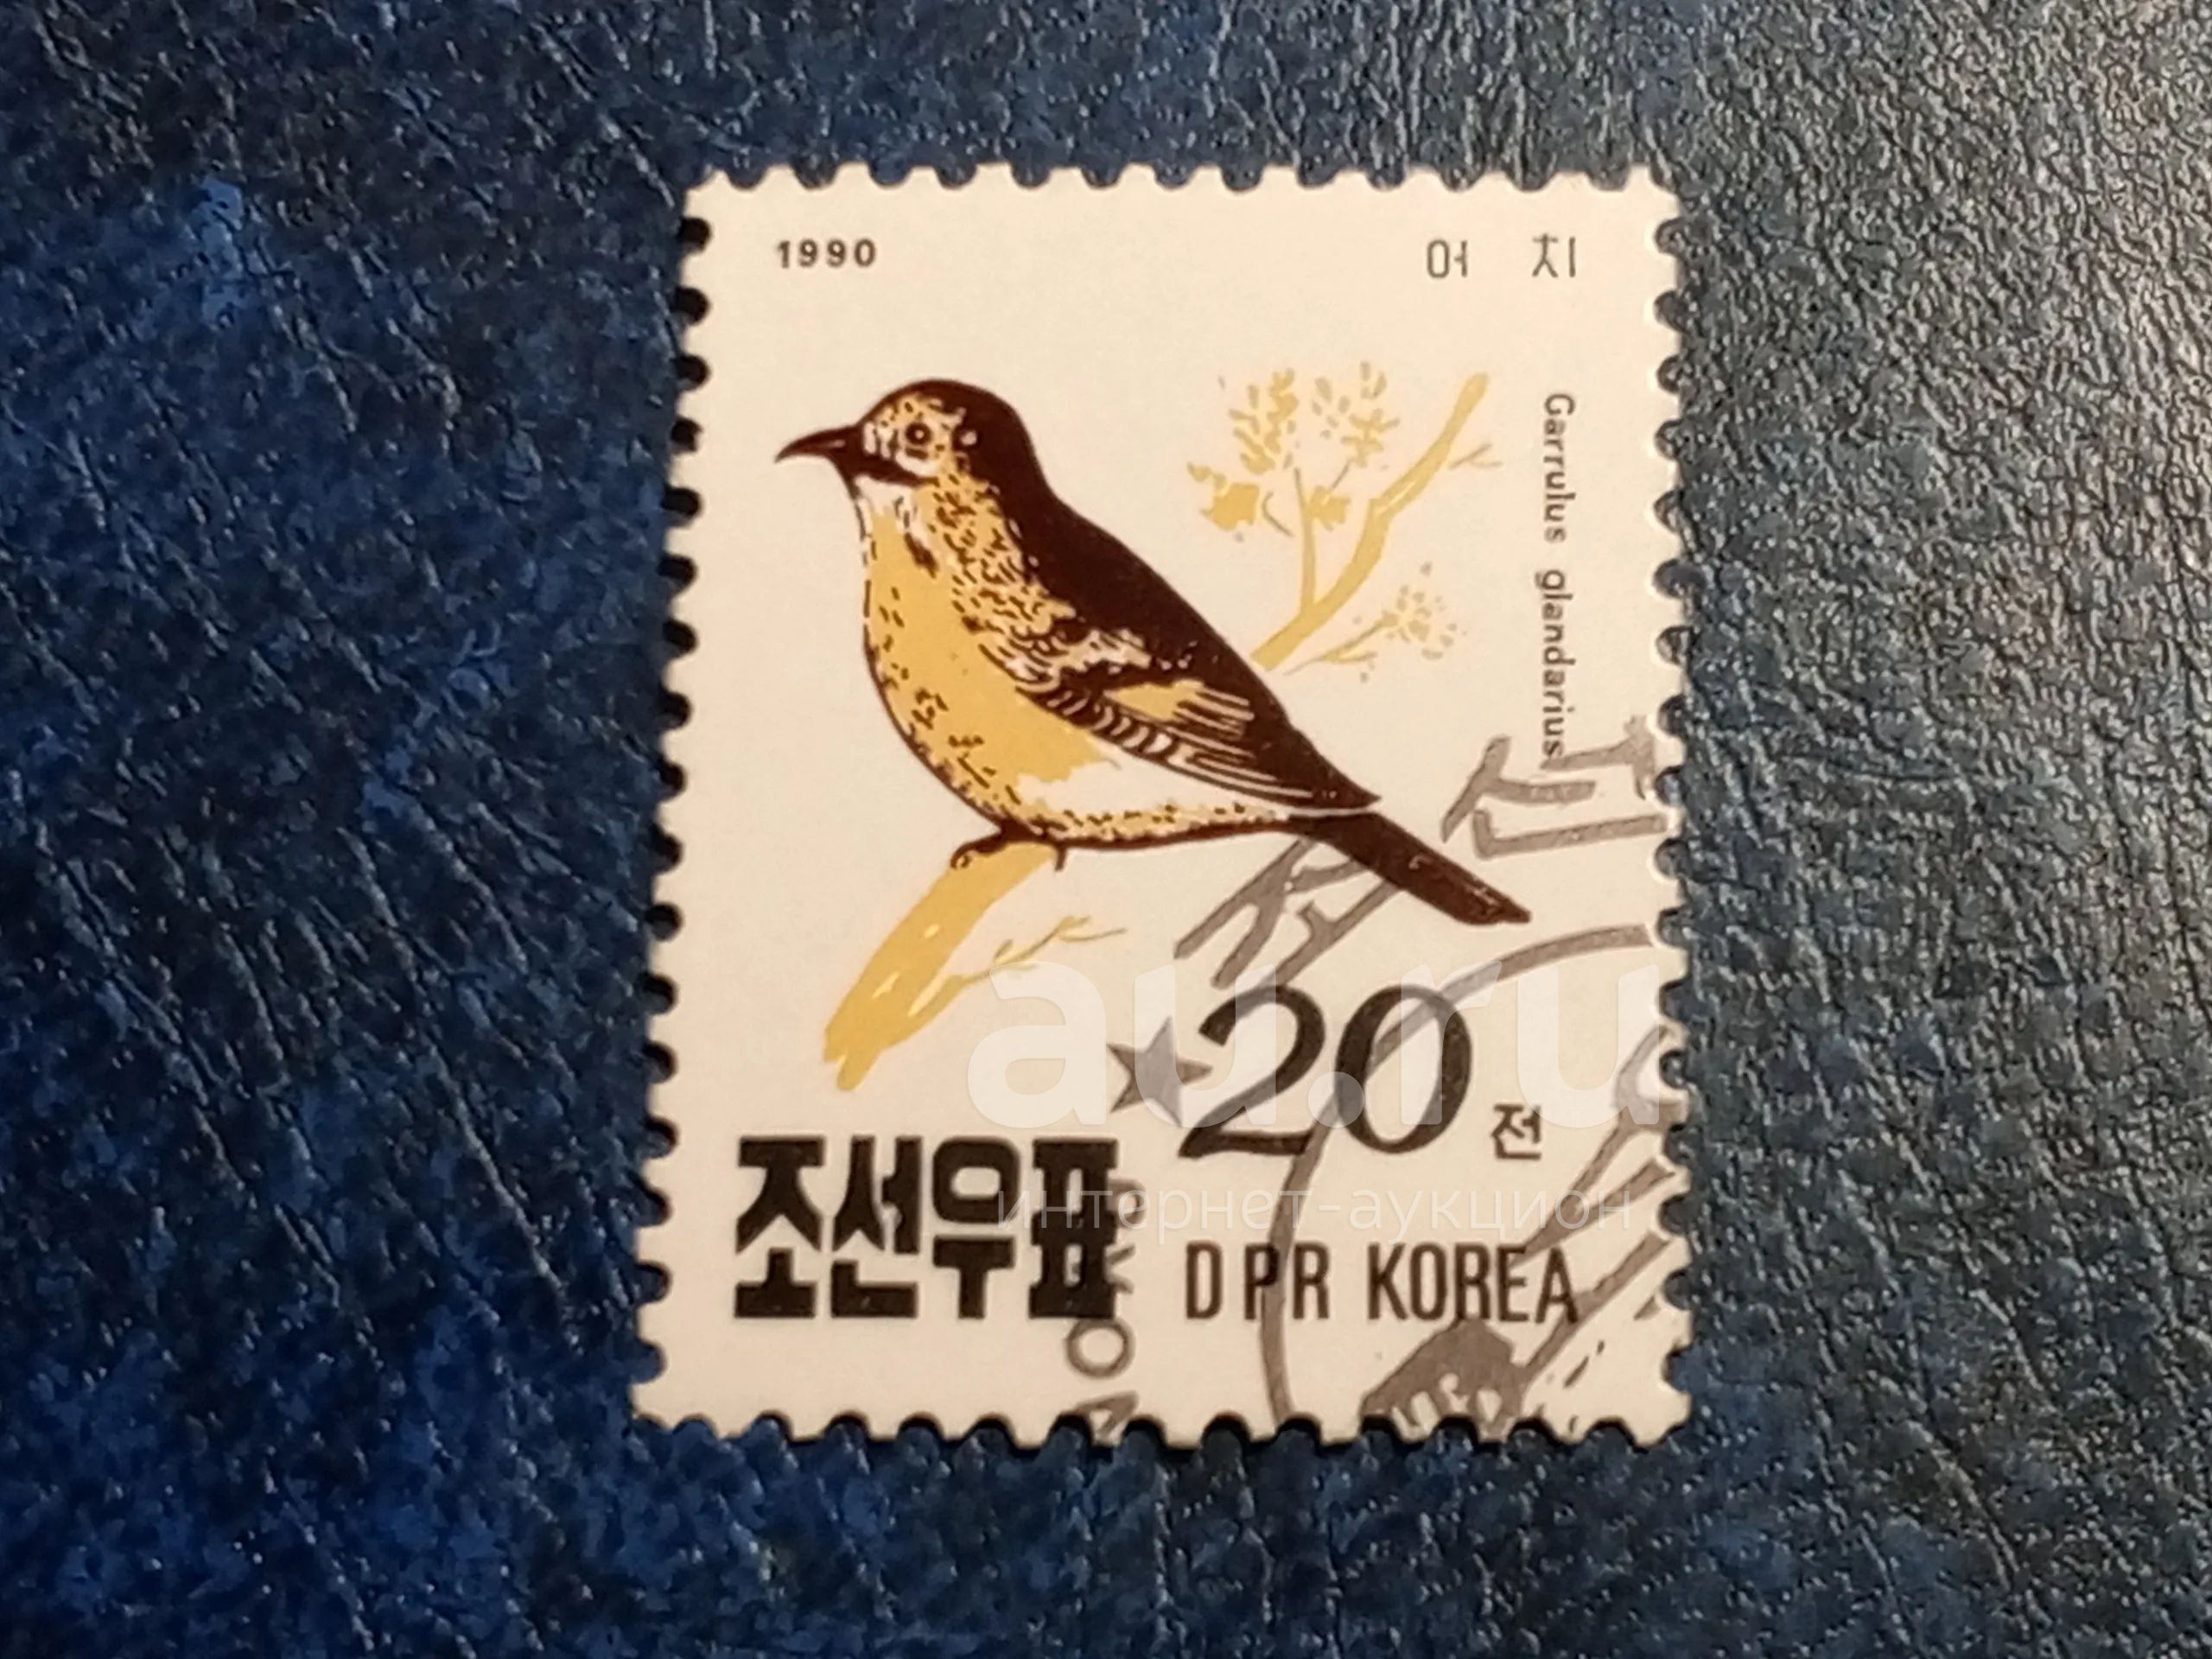 1990
어 치
Garrulus glandarius
20 전
조선우표
DPR KOREA
au.ru
интернет-аукцион